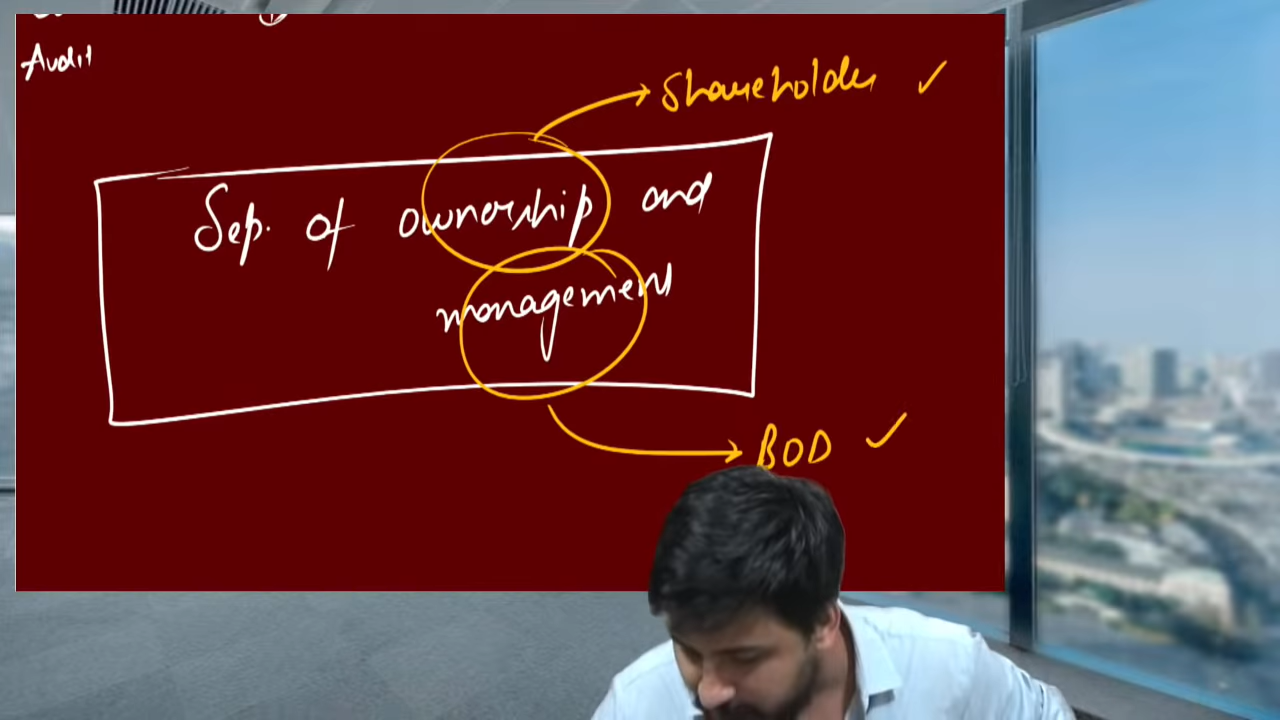 Audit
Shareholder ✓
Sep. of ownership and
management
BOD ✓